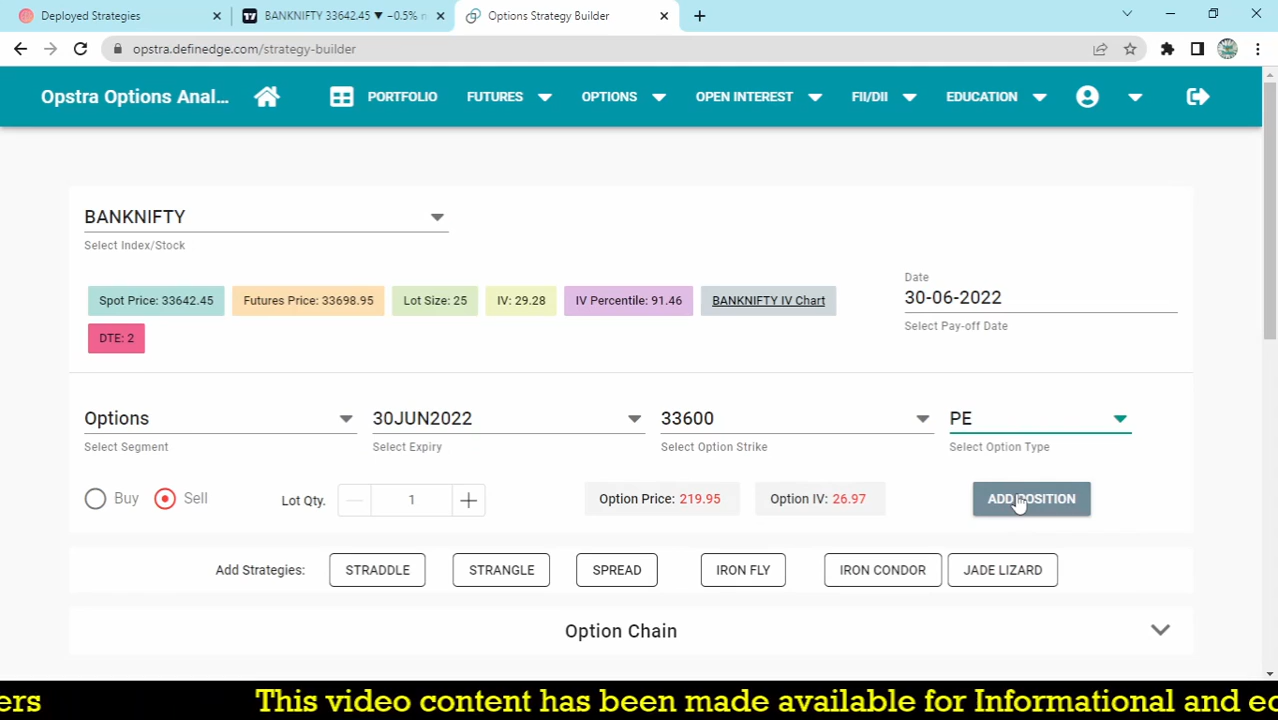 Deployed Strategies
BANKNIFTY 33642.45 ▼ −0.5%
Options Strategy Builder
opstra.definedge.com/strategy-builder
Opstra Options Anal... PORTFOLIO FUTURES OPTIONS OPEN INTEREST FII/DII EDUCATION
BANKNIFTY
Select Index/Stock
Date
30-06-2022
Select Pay-off Date
Spot Price: 33642.45 Futures Price: 33698.95 Lot Size: 25 IV: 29.28 IV Percentile: 91.46 BANKNIFTY IV Chart
DTE: 2
Options 30JUN2022 33600 PE
Select Segment Select Expiry Select Option Strike Select Option Type
Buy Sell Lot Qty. 1 Option Price: 219.95 Option IV: 26.97 ADD POSITION
Add Strategies: STRADDLE STRANGLE SPREAD IRON FLY IRON CONDOR JADE LIZARD
Option Chain
ers This video content has been made available for Informational and ec